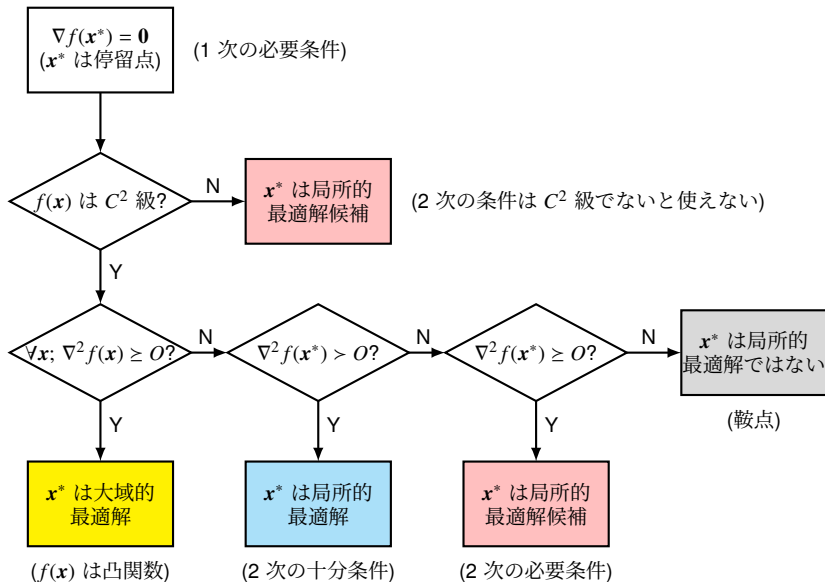 ∇f(x*) = 0
(x* は停留点)
(1 次の必要条件)
f(x) は C² 級?
N
x* は局所的
最適解候補
(2 次の条件は C² 級でないと使えない)
Y
∀x; ∇²f(x) ⪰ O?
N
∇²f(x*) ≻ O?
N
∇²f(x*) ⪰ O?
N
x* は局所的
最適解ではない
(鞍点)
Y
Y
Y
x* は大域的
最適解
(f(x) は凸関数)
x* は局所的
最適解
(2 次の十分条件)
x* は局所的
最適解候補
(2 次の必要条件)